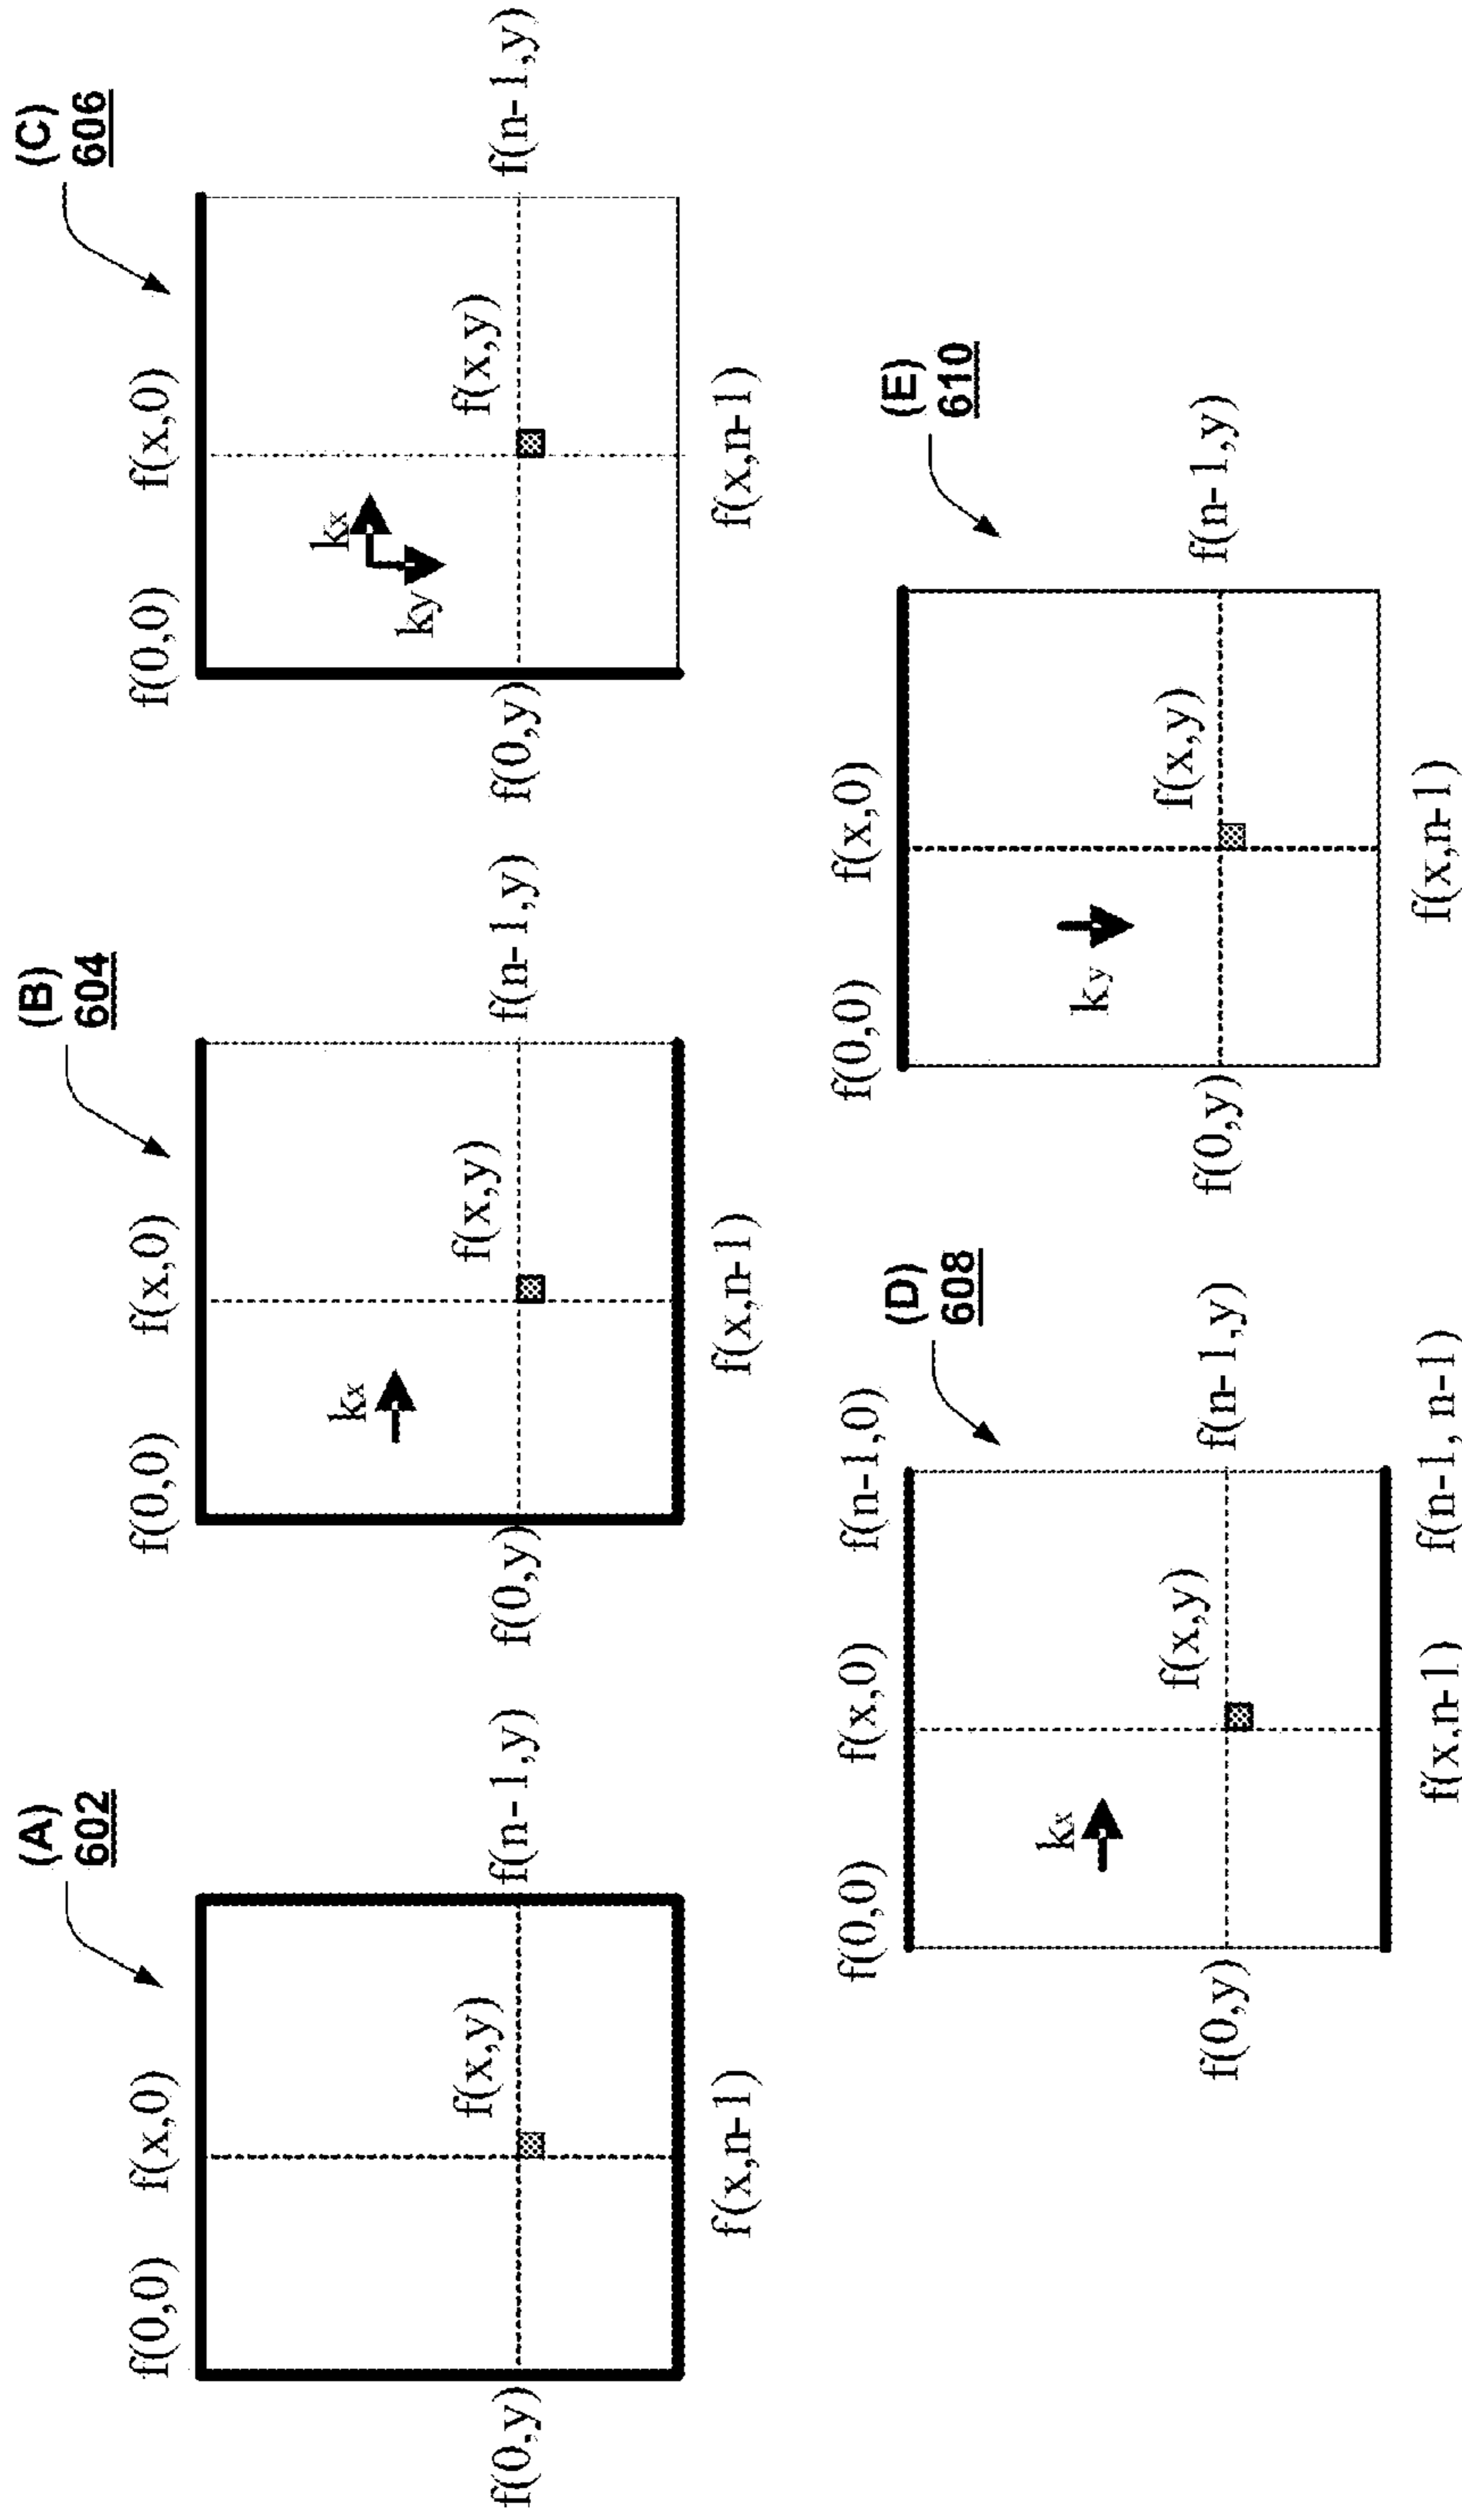 (A)
602
f(0,0)
f(x,0)
f(x,y)
f(0,y)
f(n-1,y)
f(x,n-1)
(B)
604
f(0,0)
f(x,0)
kx
f(x,y)
f(0,y)
f(n-1,y)
f(x,n-1)
(C)
606
f(0,0)
f(x,0)
kx
ky
f(x,y)
f(0,y)
f(n-1,y)
f(x,n-1)
(D)
608
f(0,0)
f(x,0)
f(n-1,0)
kx
f(x,y)
f(0,y)
f(n-1,y)
f(x,n-1)
f(n-1, n-1)
(E)
610
f(0,0)
f(x,0)
ky
f(x,y)
f(0,y)
f(n-1,y)
f(x,n-1)